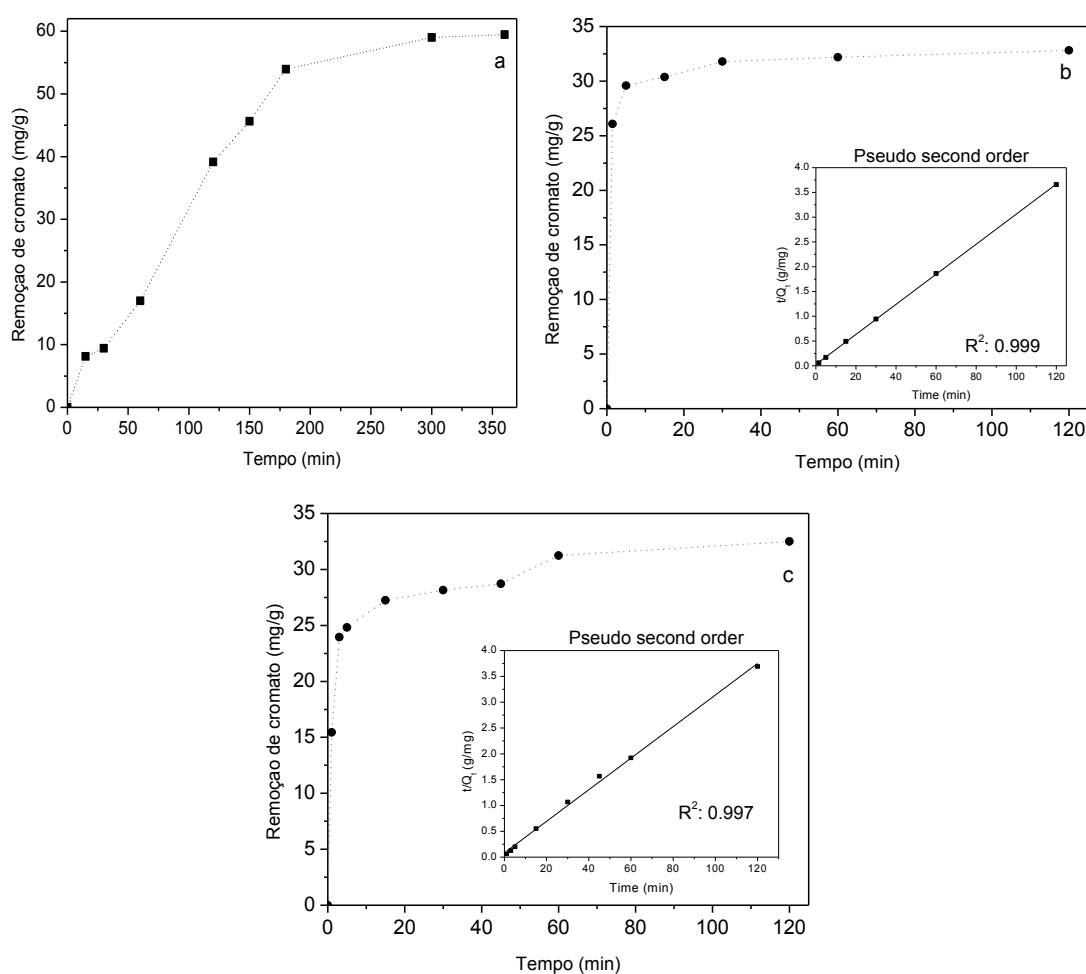 a
Remoçao de cromato (mg/g)
60
50
40
30
20
10
0
0 50 100 150 200 250 300 350
Tempo (min)
b
Remoçao de cromato (mg/g)
35
30
25
20
15
10
5
0
0 20 40 60 80 100 120
Tempo (min)
Pseudo second order
t/Qt (g/mg)
4.0
3.5
3.0
2.5
2.0
1.5
1.0
0.5
0.0
R2: 0.999
0 20 40 60 80 100 120
Time (min)
c
Remoçao de cromato (mg/g)
35
30
25
20
15
10
5
0
0 20 40 60 80 100 120
Tempo (min)
Pseudo second order
t/Qt (g/mg)
4.0
3.5
3.0
2.5
2.0
1.5
1.0
0.5
0.0
R2: 0.997
0 20 40 60 80 100 120
Time (min)